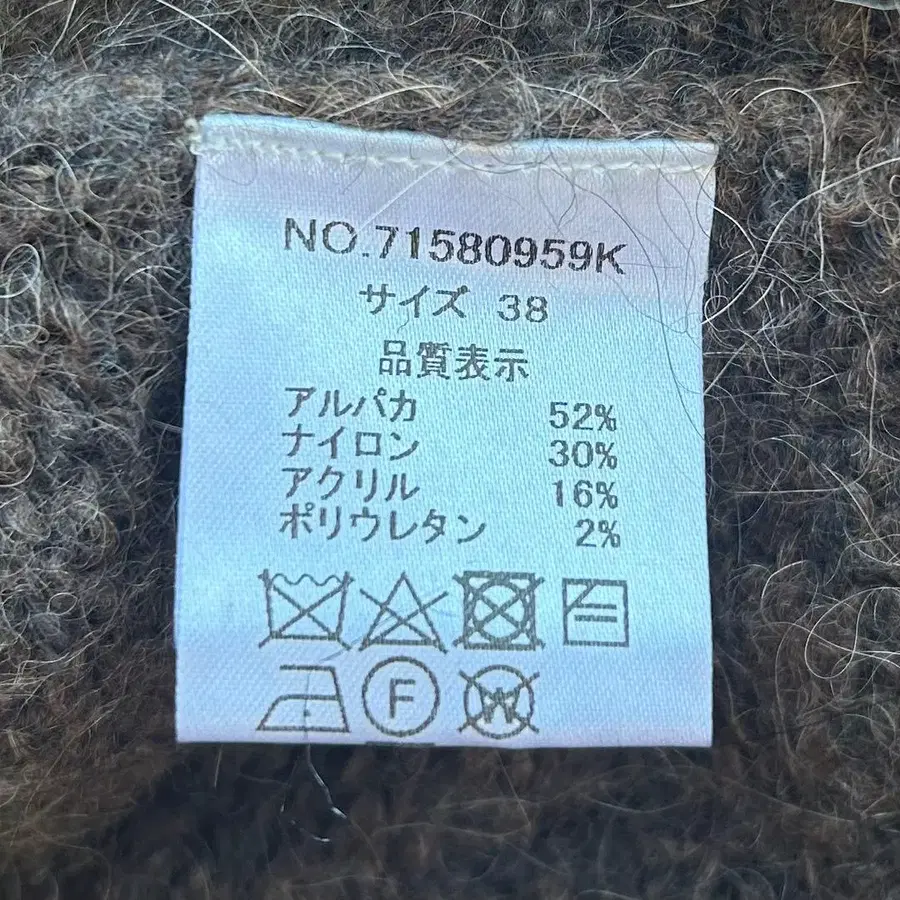 NO.71580959K
サイズ 38
品質表示
アルパカ 52%
ナイロン 30%
アクリル 16%
ポリウレタン 2%
F W